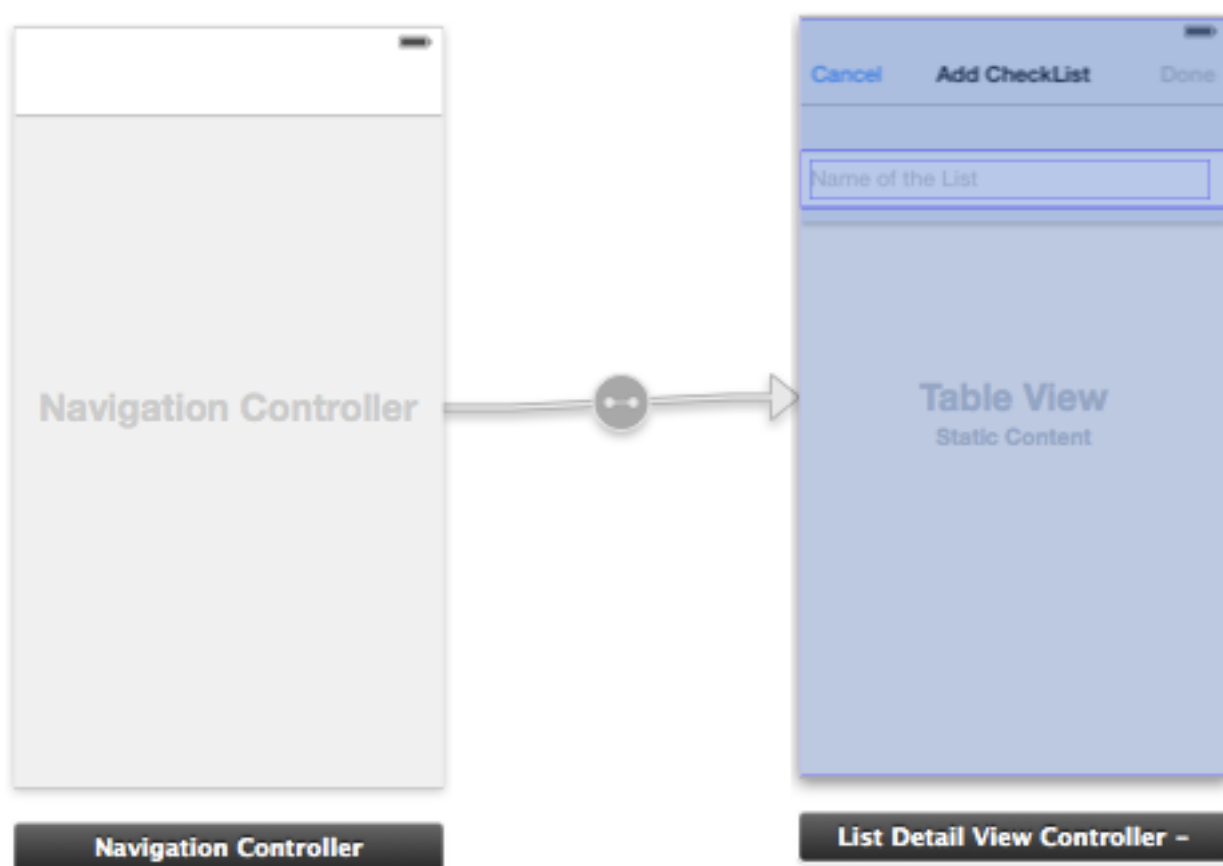 Cancel Add CheckList Done
Name of the List
Navigation Controller
Table View
Static Content
Navigation Controller
List Detail View Controller –